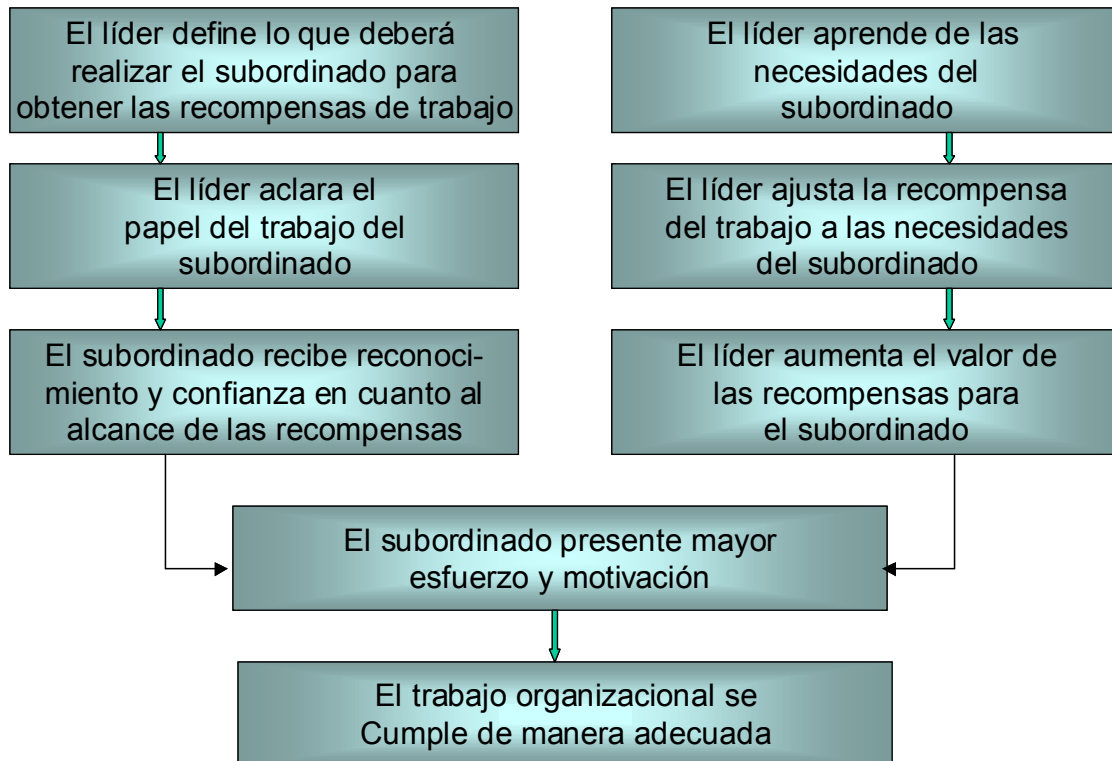 El líder define lo que deberá
realizar el subordinado para
obtener las recompensas de trabajo
El líder aclara el
papel del trabajo del
subordinado
El subordinado recibe reconoci-
miento y confianza en cuanto al
alcance de las recompensas
El líder aprende de las
necesidades del
subordinado
El líder ajusta la recompensa
del trabajo a las necesidades
del subordinado
El líder aumenta el valor de
las recompensas para
el subordinado
El subordinado presente mayor
esfuerzo y motivación
El trabajo organizacional se
Cumple de manera adecuada